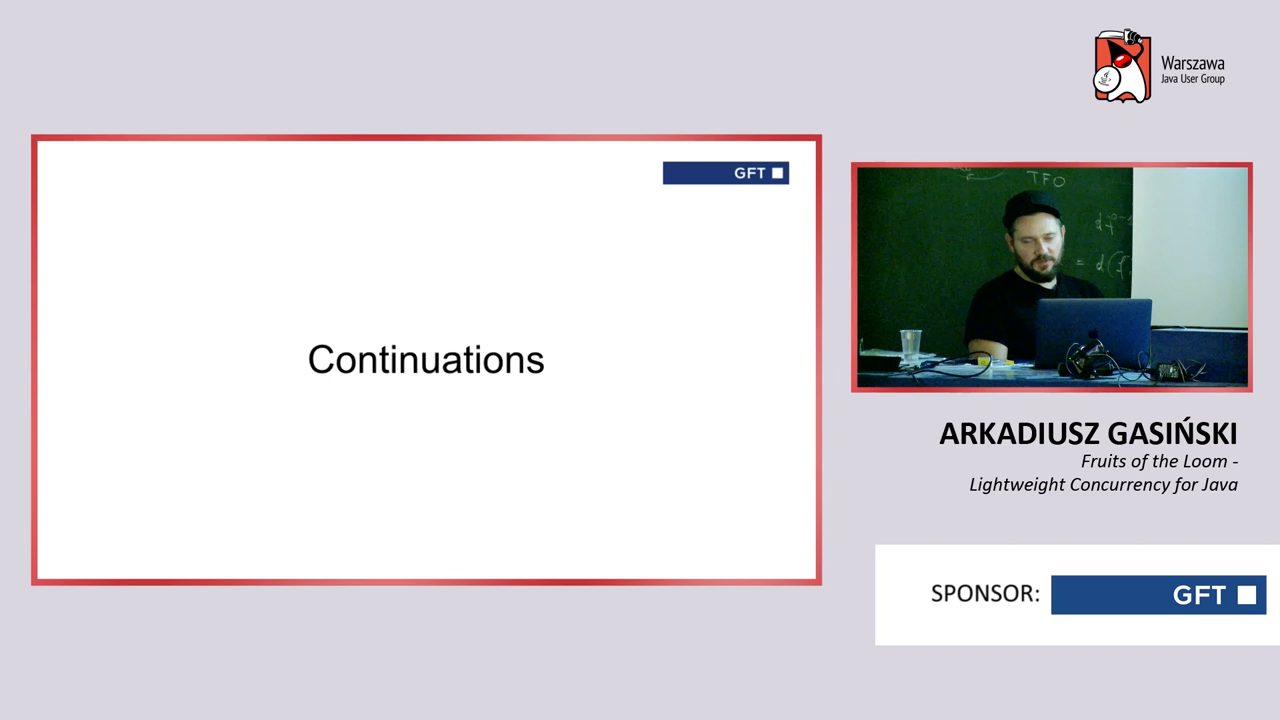 Warszawa
Java User Group
GFT
Continuations
TFO
ARKADIUSZ GASIŃSKI
Fruits of the Loom -
Lightweight Concurrency for Java
SPONSOR:
GFT